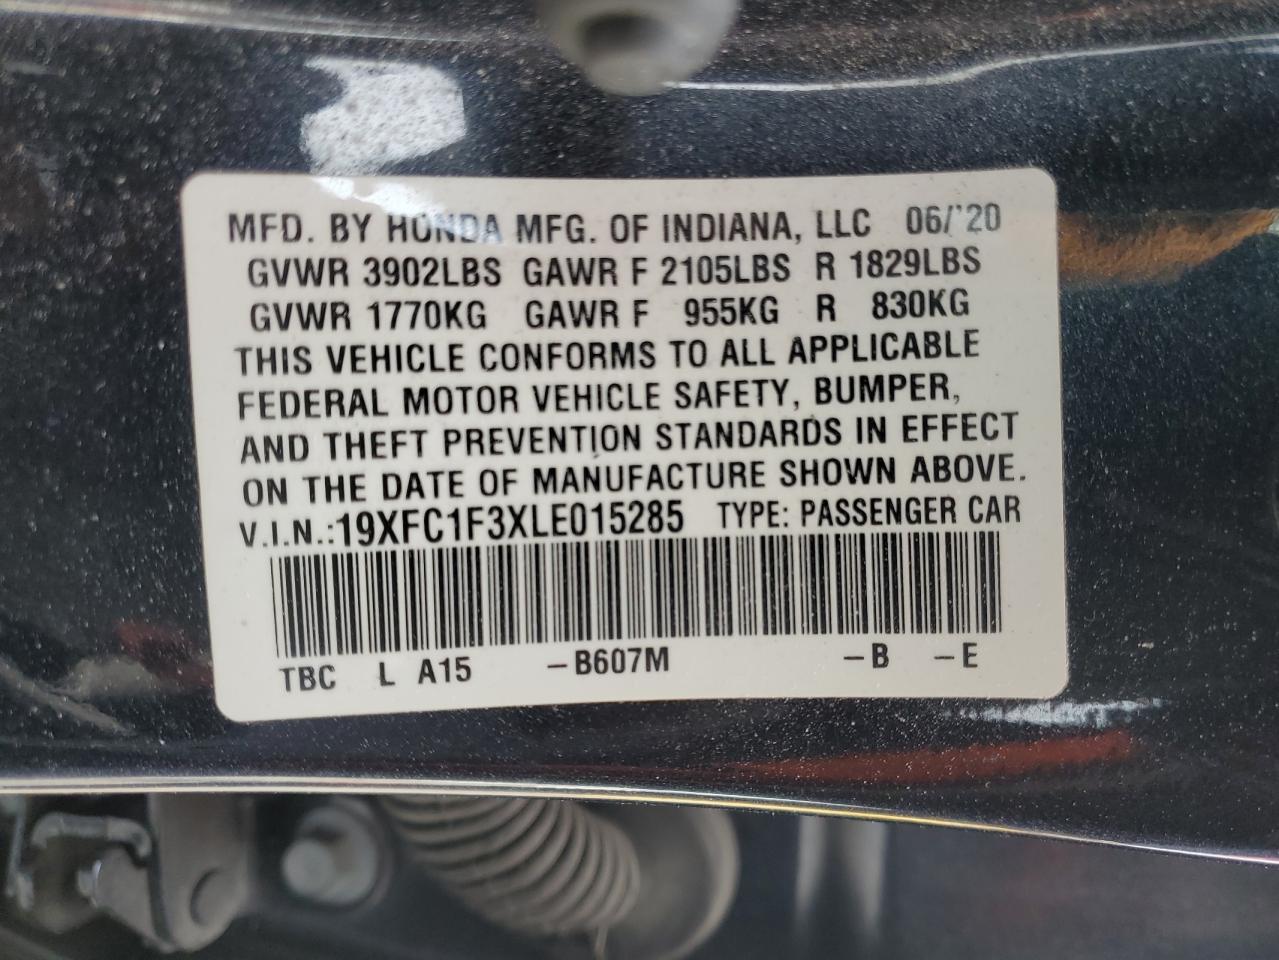 MFD. BY HONDA MFG. OF INDIANA, LLC 06/'20
GVWR 3902LBS GAWR F 2105LBS R 1829LBS
GVWR 1770KG GAWR F 955KG R 830KG
THIS VEHICLE CONFORMS TO ALL APPLICABLE
FEDERAL MOTOR VEHICLE SAFETY, BUMPER,
AND THEFT PREVENTION STANDARDS IN EFFECT
ON THE DATE OF MANUFACTURE SHOWN ABOVE.
V.I.N.:19XFC1F3XLE015285 TYPE: PASSENGER CAR
TBC L A15 –B607M –B –E